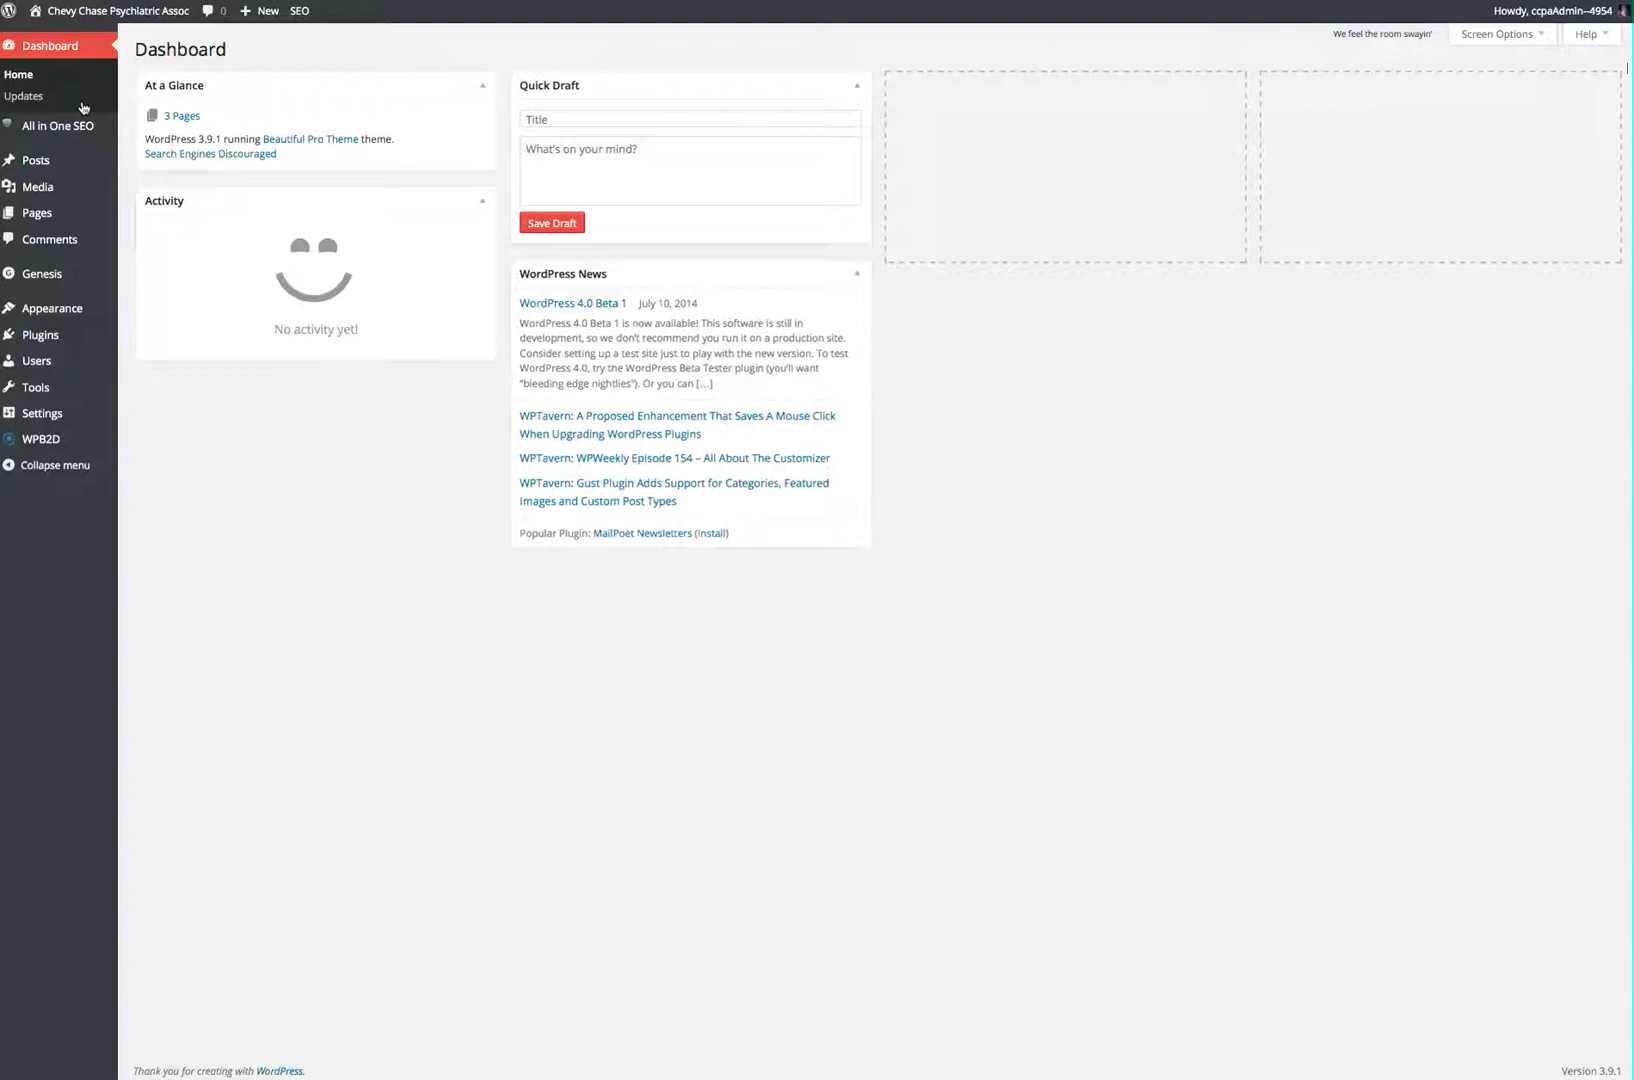 Chevy Chase Psychiatric Assoc 0 New SEO Howdy, ccpaAdmin--4954
Dashboard
Home
Updates
All in One SEO
Posts
Media
Pages
Comments
Genesis
Appearance
Plugins
Users
Tools
Settings
WPB2D
Collapse menu
Dashboard
We feel the room swayin'
Screen Options
Help
At a Glance
3 Pages
WordPress 3.9.1 running Beautiful Pro Theme theme.
Search Engines Discouraged
Activity
No activity yet!
Quick Draft
Title
What's on your mind?
Save Draft
WordPress News
WordPress 4.0 Beta 1 July 10, 2014
WordPress 4.0 Beta 1 is now available! This software is still in
development, so we don't recommend you run it on a production site.
Consider setting up a test site just to play with the new version. To test
WordPress 4.0, try the WordPress Beta Tester plugin (you'll want
"bleeding edge nightlies"). Or you can […]
WPTavern: A Proposed Enhancement That Saves A Mouse Click
When Upgrading WordPress Plugins
WPTavern: WPWeekly Episode 154 – All About The Customizer
WPTavern: Gust Plugin Adds Support for Categories, Featured
Images and Custom Post Types
Popular Plugin: MailPoet Newsletters (Install)
Thank you for creating with WordPress.
Version 3.9.1